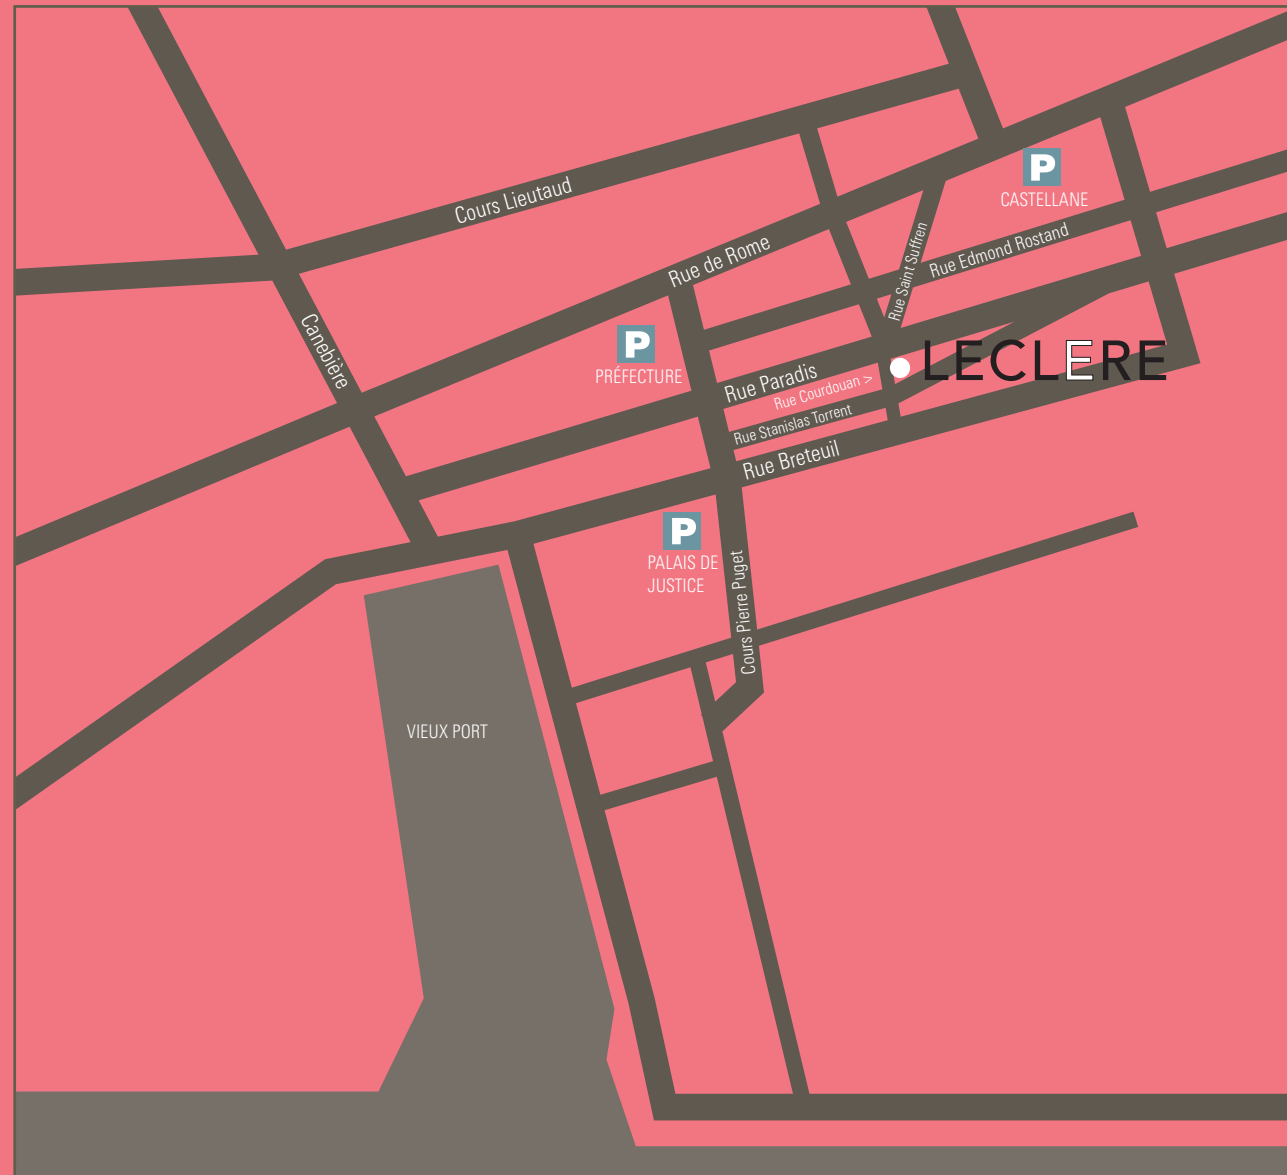 P
CASTELLANE
Cours Lieutaud
Rue de Rome
Rue Saint Suffren
Rue Edmond Rostand
Canebière
P
PRÉFECTURE
LECLERE
Rue Paradis
Rue Courdouan >
Rue Stanislas Torrent
Rue Breteuil
P
PALAIS DE
JUSTICE
Cours Pierre Puget
VIEUX PORT